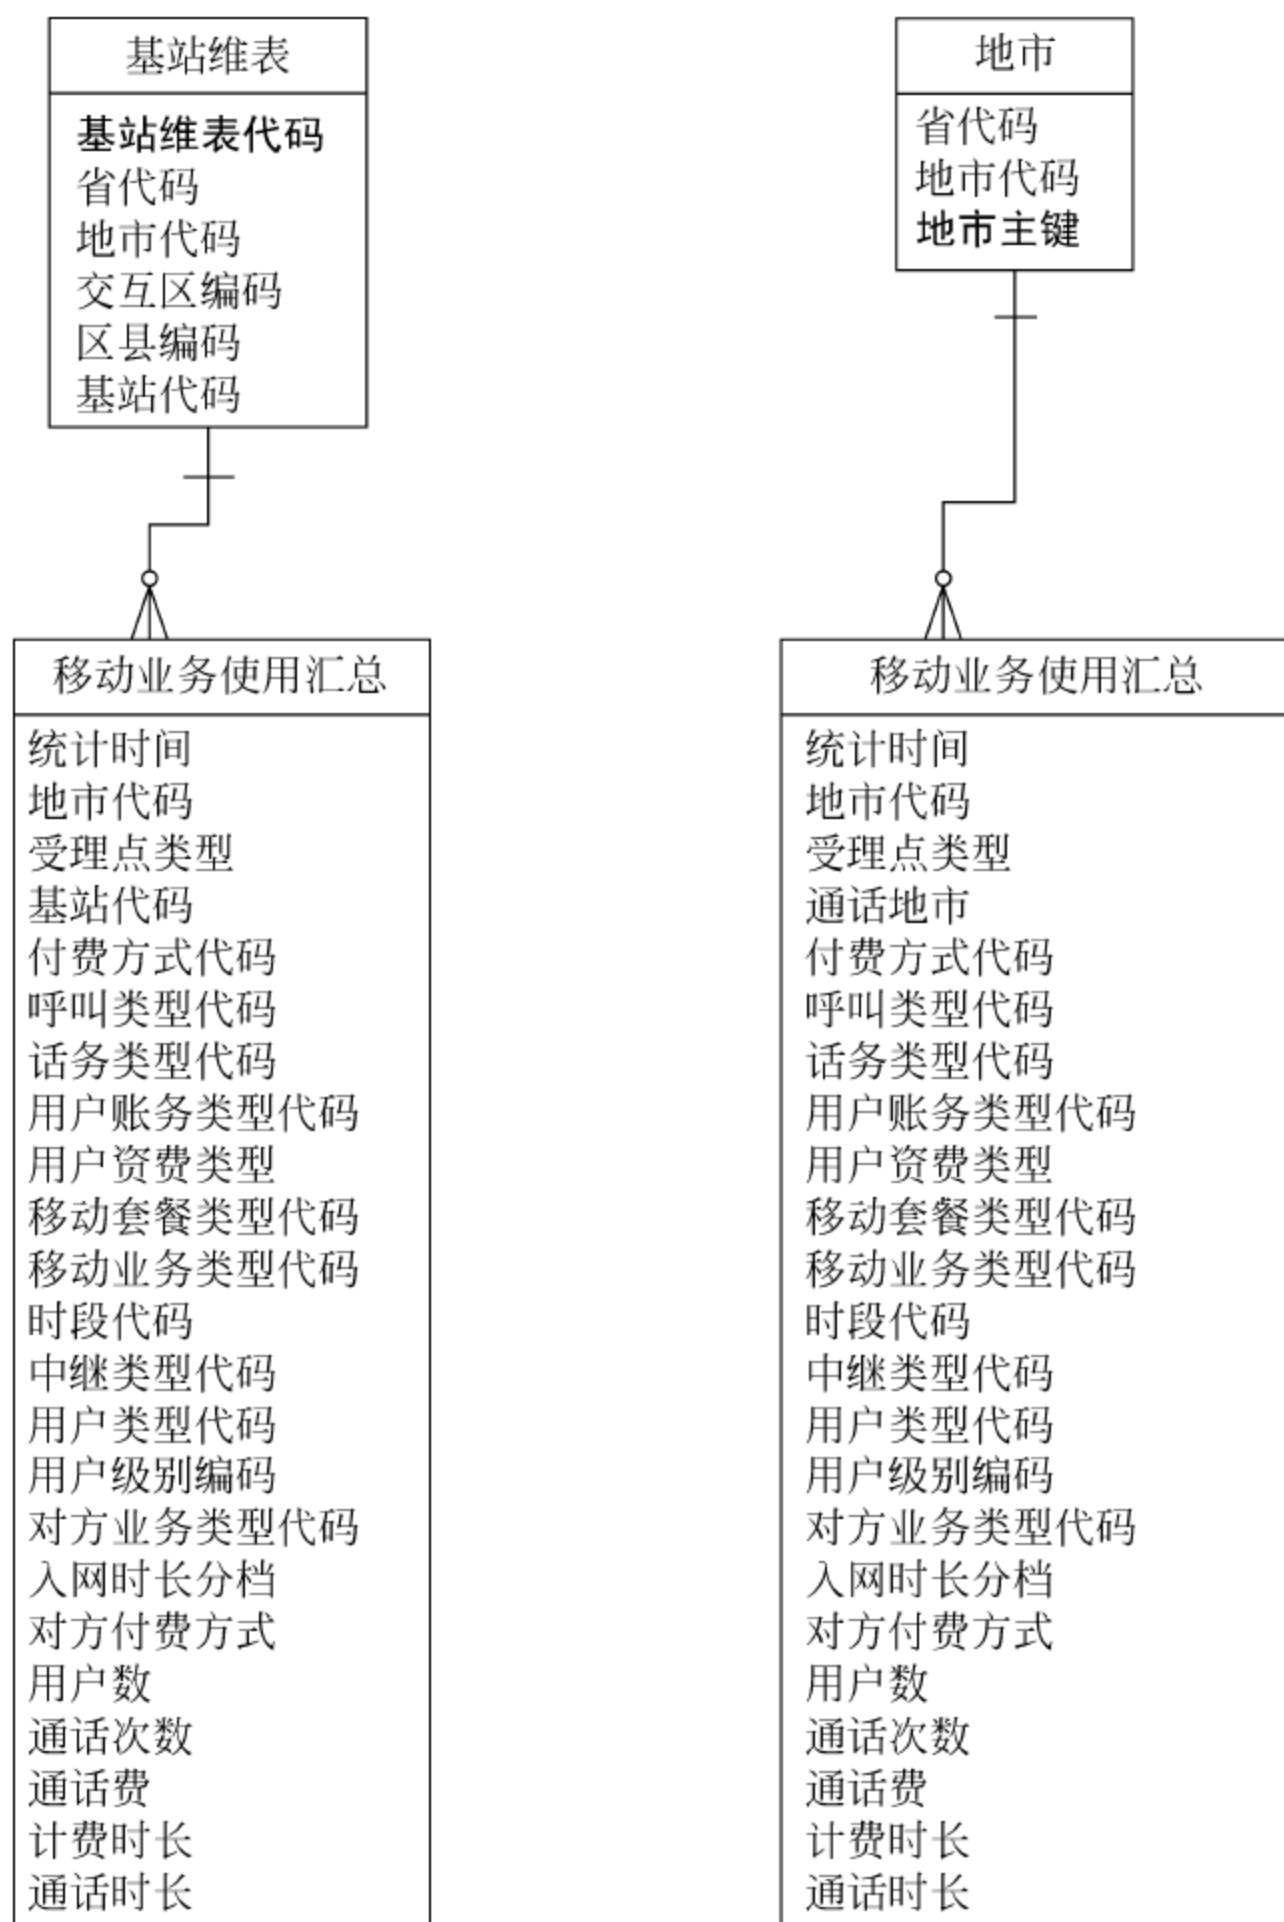 基站维表
基站维表代码
省代码
地市代码
交互区编码
区县编码
基站代码
地市
省代码
地市代码
地市主键
移动业务使用汇总
统计时间
地市代码
受理点类型
基站代码
付费方式代码
呼叫类型代码
话务类型代码
用户账务类型代码
用户资费类型
移动套餐类型代码
移动业务类型代码
时段代码
中继类型代码
用户类型代码
用户级别编码
对方业务类型代码
入网时长分档
对方付费方式
用户数
通话次数
通话费
计费时长
通话时长
移动业务使用汇总
统计时间
地市代码
受理点类型
通话地市
付费方式代码
呼叫类型代码
话务类型代码
用户账务类型代码
用户资费类型
移动套餐类型代码
移动业务类型代码
时段代码
中继类型代码
用户类型代码
用户级别编码
对方业务类型代码
入网时长分档
对方付费方式
用户数
通话次数
通话费
计费时长
通话时长